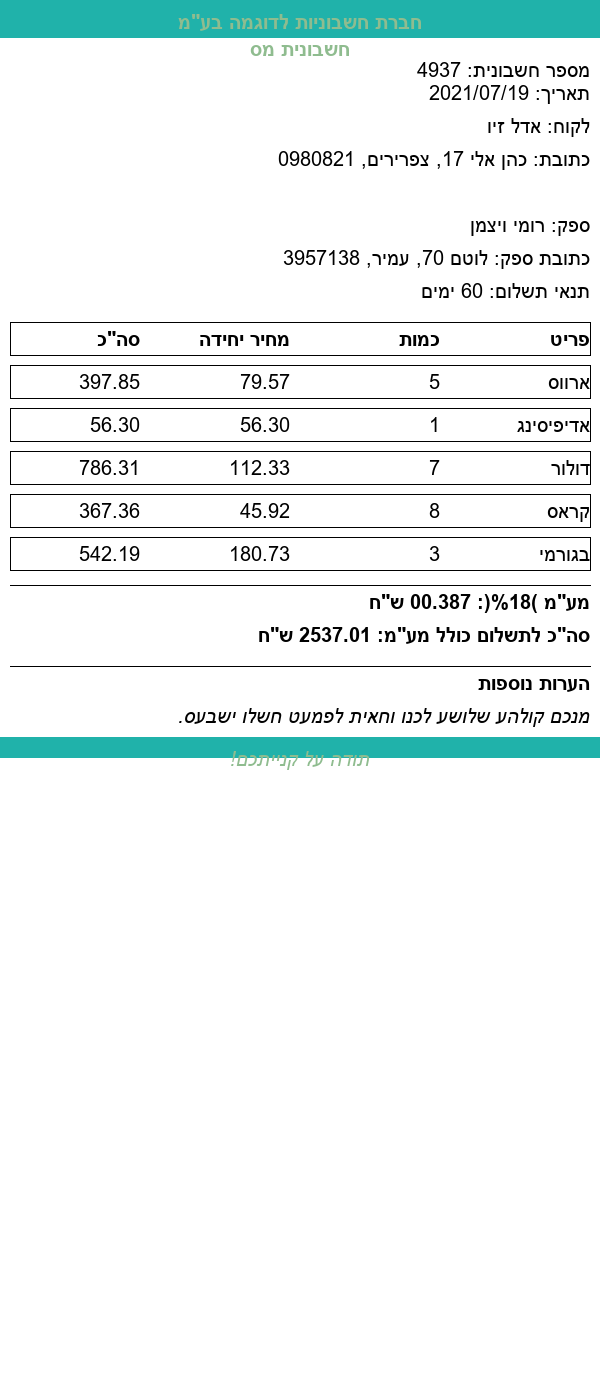 חברת חשבוניות לדוגמה בע"מ
חשבונית מס
מספר חשבונית: 4937
תאריך: 2021/07/19
לקוח: אדל זיו
כתובת: כהן אלי 17, צפרירים, 0980821
ספק: רומי ויצמן
כתובת ספק: לוטם 70, עמיר, 3957138
תנאי תשלום: 60 ימים
פריט כמות מחיר יחידה סה"כ
ארווס 5 79.57 397.85
אדיפיסינג 1 56.30 56.30
דולור 7 112.33 786.31
קראס 8 45.92 367.36
בגורמי 3 180.73 542.19
מע"מ )18%(: 00.387 ש"ח
סה"כ לתשלום כולל מע"מ: 2537.01 ש"ח
הערות נוספות
מנכם קולהע שלושע לכנו וחאית לפמעט חשלו ישבעס.
תודה על קנייתכם!